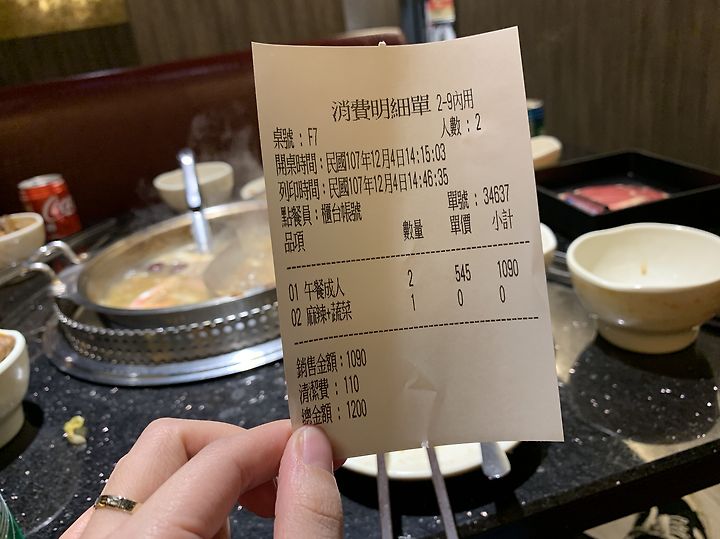 消費明細單 2-9內用
桌號：F7 人數：2
開桌時間：民國107年12月4日14:15:03
列印時間：民國107年12月4日14:46:35
點餐員：櫃台帳號 單號：34637
品項 數量 單價 小計
01 午餐成人 2 545 1090
02 麻辣+蔬菜 1 0 0
銷售金額：1090
清潔費：110
總金額：1200